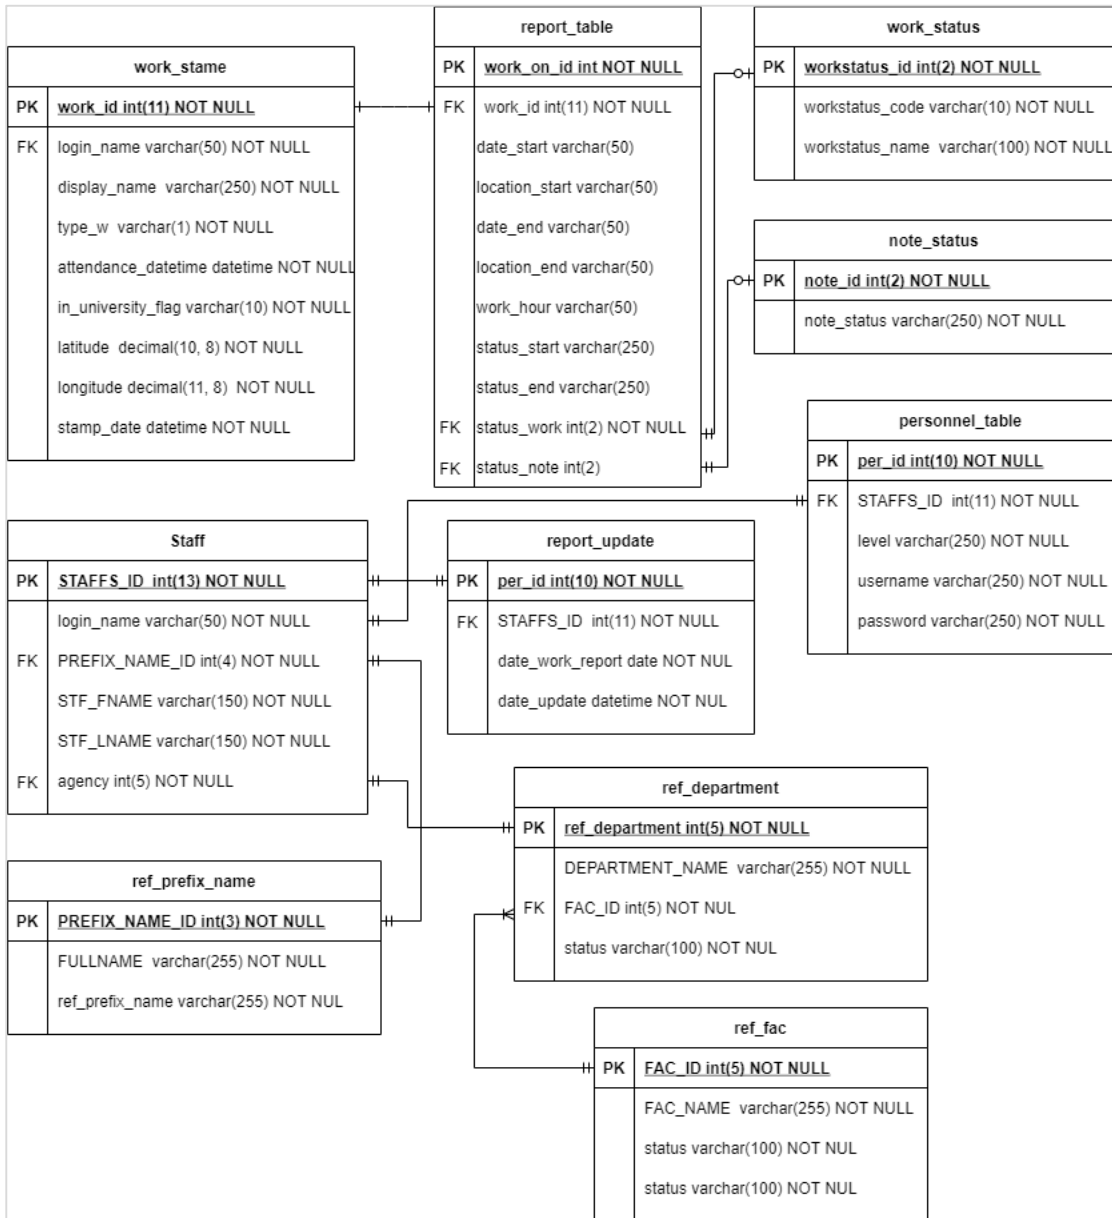 work_stame
PK work_id int(11) NOT NULL
FK login_name varchar(50) NOT NULL
display_name varchar(250) NOT NULL
type_w varchar(1) NOT NULL
attendance_datetime datetime NOT NULL
in_university_flag varchar(10) NOT NULL
latitude decimal(10, 8) NOT NULL
longitude decimal(11, 8) NOT NULL
stamp_date datetime NOT NULL
report_table
PK work_on_id int NOT NULL
FK work_id int(11) NOT NULL
date_start varchar(50)
location_start varchar(50)
date_end varchar(50)
location_end varchar(50)
work_hour varchar(50)
status_start varchar(250)
status_end varchar(250)
FK status_work int(2) NOT NULL
FK status_note int(2)
work_status
PK workstatus_id int(2) NOT NULL
workstatus_code varchar(10) NOT NULL
workstatus_name varchar(100) NOT NULL
note_status
PK note_id int(2) NOT NULL
note_status varchar(250) NOT NULL
personnel_table
PK per_id int(10) NOT NULL
FK STAFFS_ID int(11) NOT NULL
level varchar(250) NOT NULL
username varchar(250) NOT NULL
password varchar(250) NOT NULL
Staff
PK STAFFS_ID int(13) NOT NULL
login_name varchar(50) NOT NULL
FK PREFIX_NAME_ID int(4) NOT NULL
STF_FNAME varchar(150) NOT NULL
STF_LNAME varchar(150) NOT NULL
FK agency int(5) NOT NULL
report_update
PK per_id int(10) NOT NULL
FK STAFFS_ID int(11) NOT NULL
date_work_report date NOT NUL
date_update datetime NOT NUL
ref_department
PK ref_department int(5) NOT NULL
DEPARTMENT_NAME varchar(255) NOT NULL
FK FAC_ID int(5) NOT NUL
status varchar(100) NOT NUL
ref_prefix_name
PK PREFIX_NAME_ID int(3) NOT NULL
FULLNAME varchar(255) NOT NULL
ref_prefix_name varchar(255) NOT NUL
ref_fac
PK FAC_ID int(5) NOT NULL
FAC_NAME varchar(255) NOT NULL
status varchar(100) NOT NUL
status varchar(100) NOT NUL